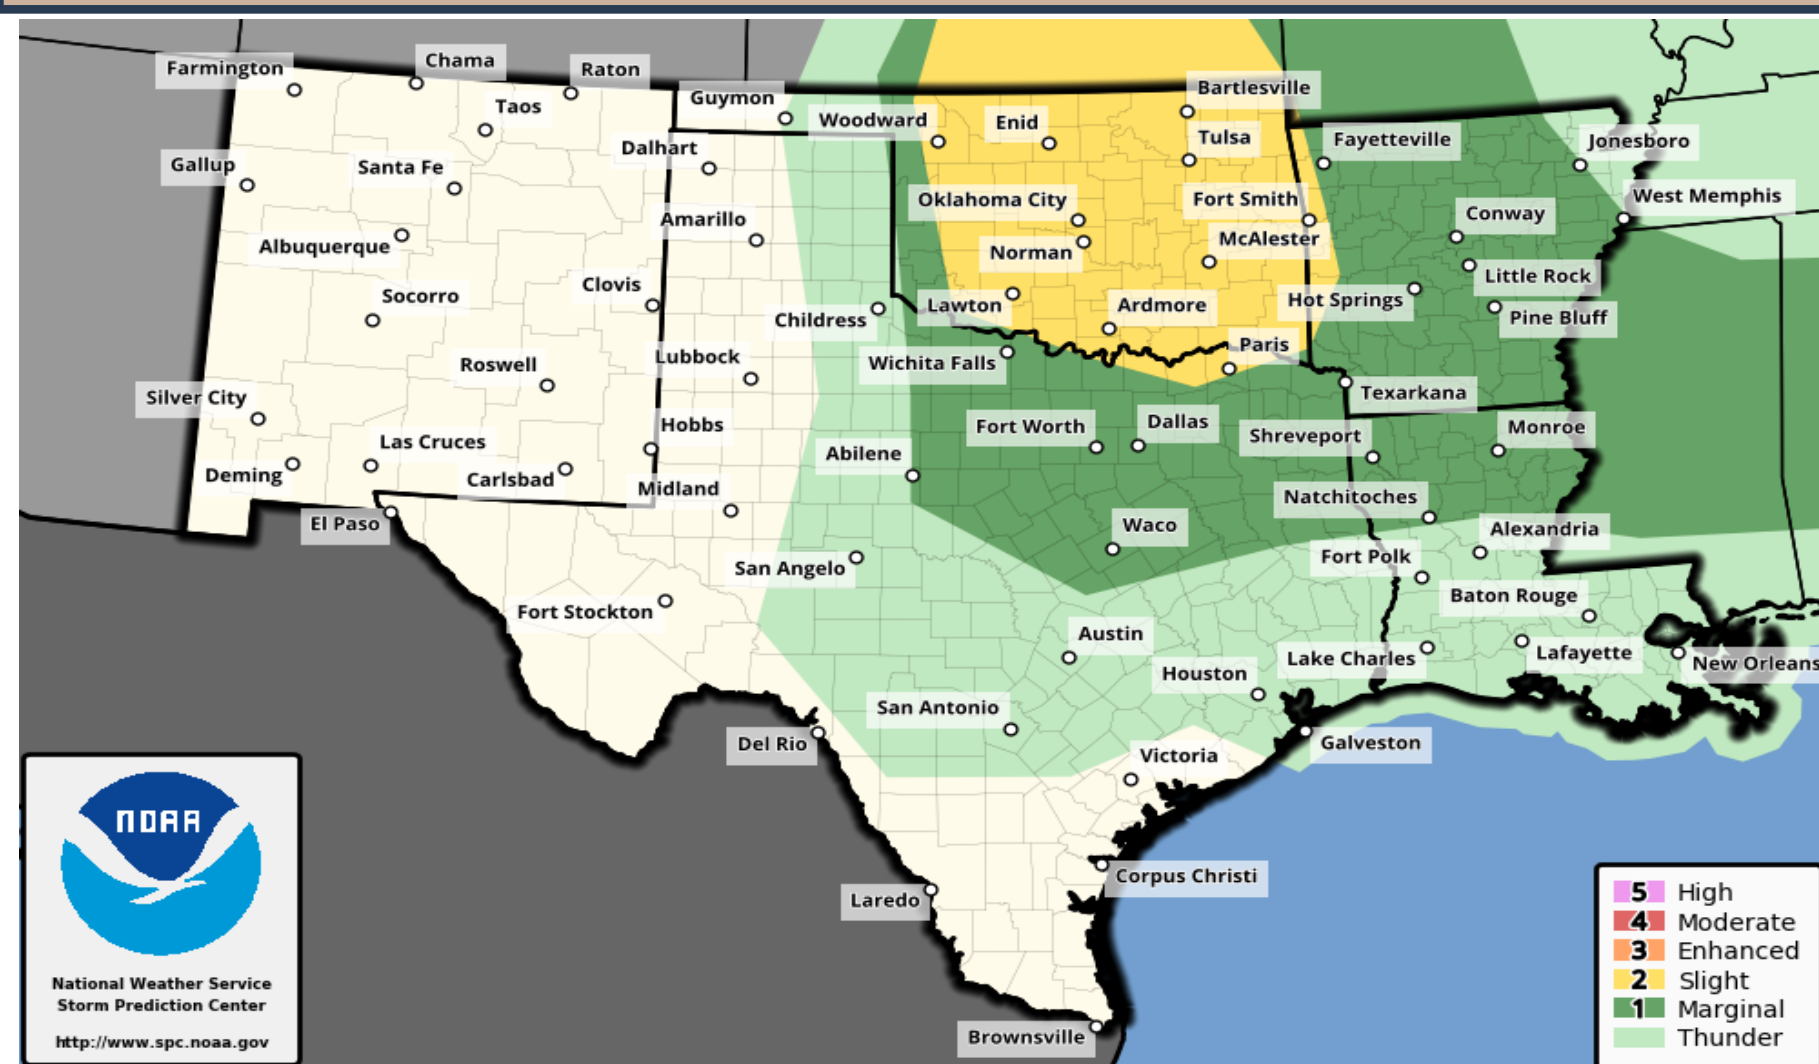 Farmington
Chama
Raton
Taos
Guymon
Woodward
Enid
Bartlesville
Tulsa
Fayetteville
Jonesboro
Gallup
Santa Fe
Dalhart
Oklahoma City
Fort Smith
Conway
West Memphis
Albuquerque
Amarillo
Norman
McAlester
Little Rock
Socorro
Clovis
Childress
Lawton
Ardmore
Hot Springs
Pine Bluff
Roswell
Lubbock
Wichita Falls
Paris
Texarkana
Silver City
Hobbs
Fort Worth
Dallas
Shreveport
Monroe
Las Cruces
Abilene
Deming
Carlsbad
Midland
Natchitoches
El Paso
Waco
Alexandria
San Angelo
Fort Polk
Fort Stockton
Baton Rouge
Austin
Lake Charles
Lafayette
New Orleans
Houston
San Antonio
Del Rio
Victoria
Galveston
Laredo
Corpus Christi
Brownsville
NOAA
National Weather Service
Storm Prediction Center
http://www.spc.noaa.gov
5 High
4 Moderate
3 Enhanced
2 Slight
1 Marginal
Thunder